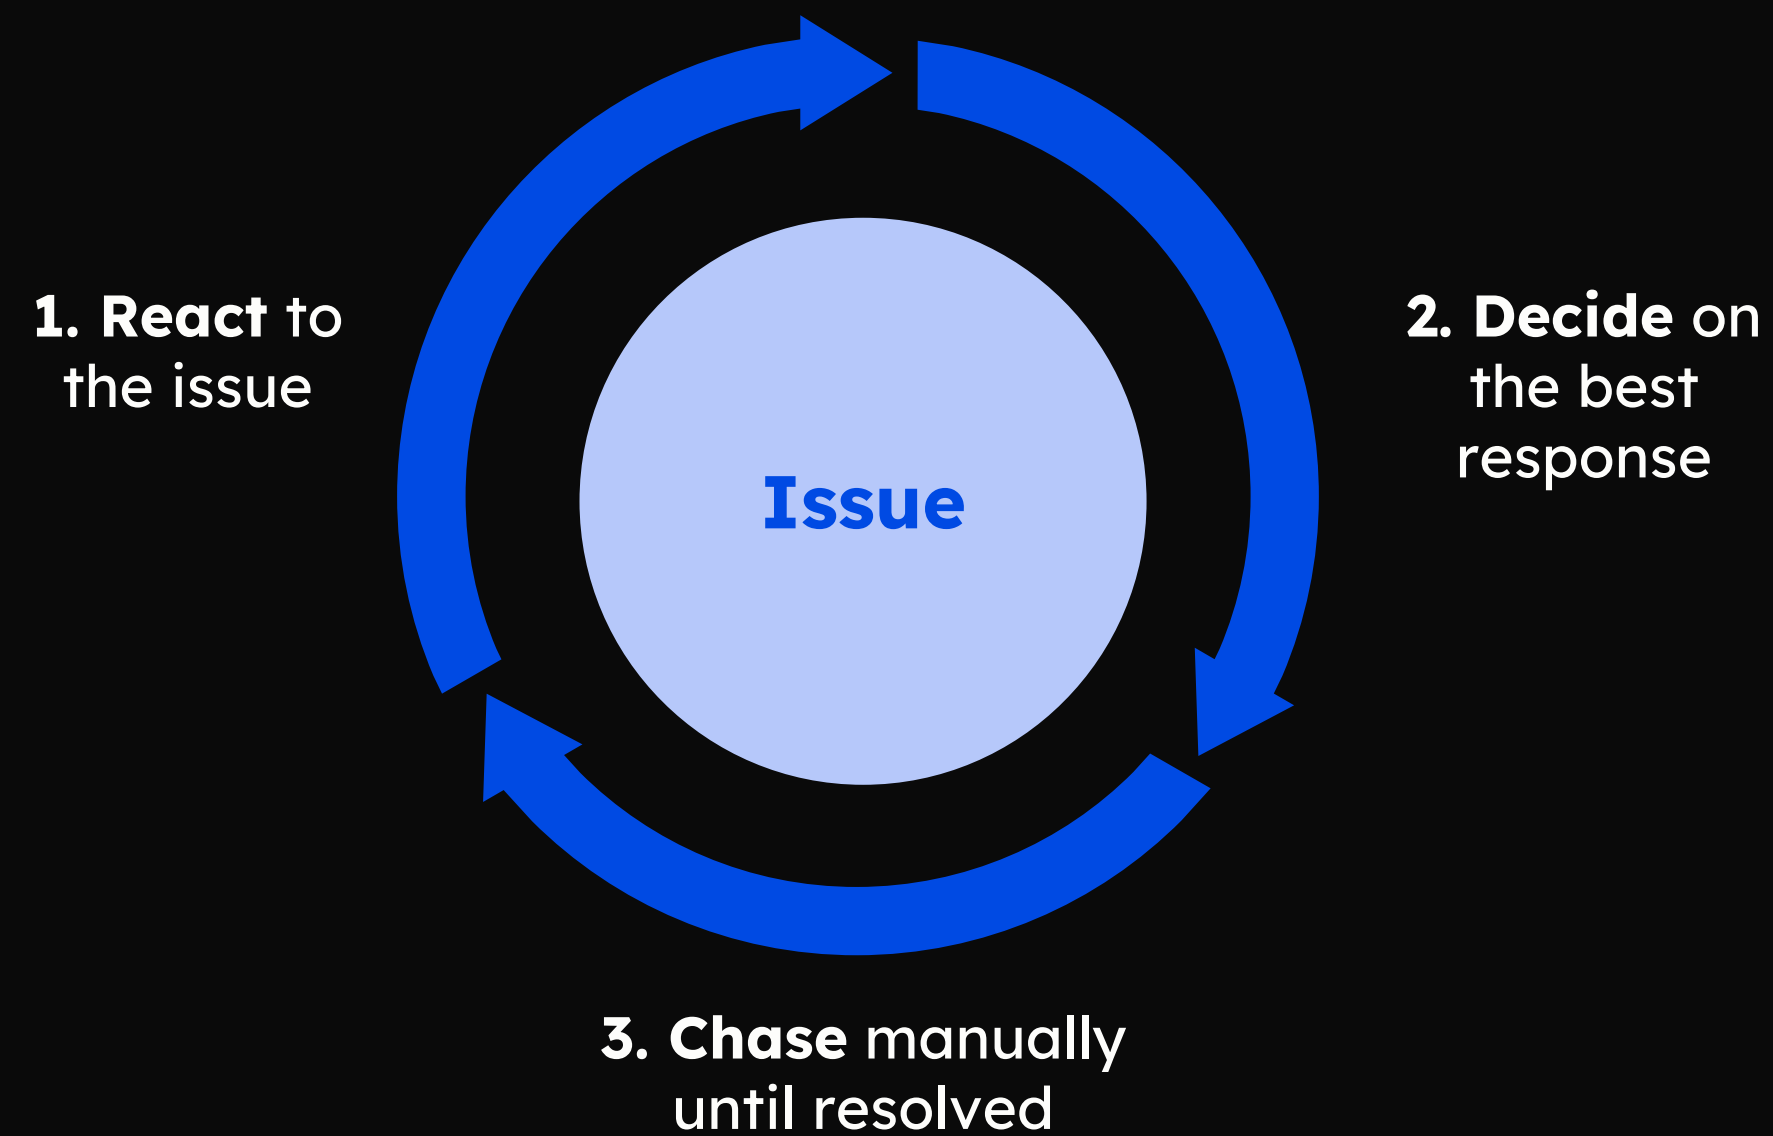 1. React to
the issue
2. Decide on
the best
response
Issue
3. Chase manually
until resolved